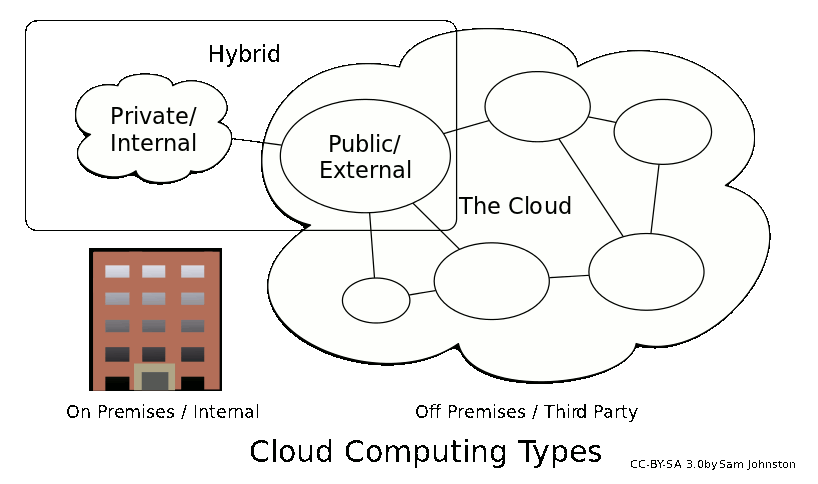 Hybrid
Private/
Internal
Public/
External
The Cloud
On Premises / Internal
Off Premises / Third Party
Cloud Computing Types
CC-BY-SA 3.0 by Sam Johnston